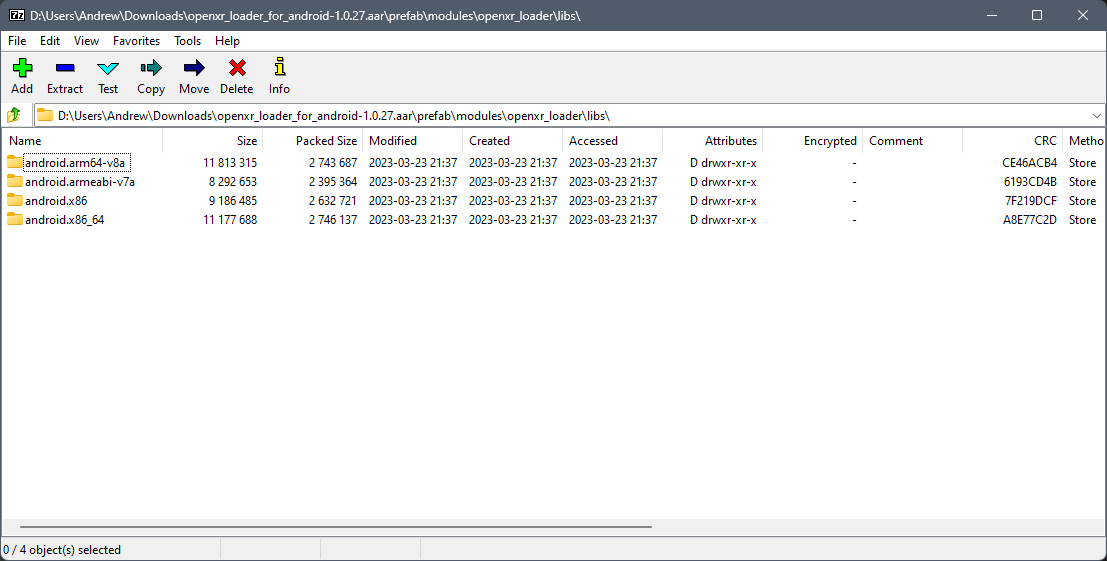 7z D:\Users\Andrew\Downloads\openxr_loader_for_android-1.0.27.aar\prefab\modules\openxr_loader\libs\
File Edit View Favorites Tools Help
Add Extract Test Copy Move Delete Info
D:\Users\Andrew\Downloads\openxr_loader_for_android-1.0.27.aar\prefab\modules\openxr_loader\libs\
Name Size Packed Size Modified Created Accessed Attributes Encrypted Comment CRC Metho
android.arm64-v8a 11 813 315 2 743 687 2023-03-23 21:37 2023-03-23 21:37 2023-03-23 21:37 D drwxr-xr-x - CE46ACB4 Store
android.armeabi-v7a 8 292 653 2 395 364 2023-03-23 21:37 2023-03-23 21:37 2023-03-23 21:37 D drwxr-xr-x - 6193CD4B Store
android.x86 9 186 485 2 632 721 2023-03-23 21:37 2023-03-23 21:37 2023-03-23 21:37 D drwxr-xr-x - 7F219DCF Store
android.x86_64 11 177 688 2 746 137 2023-03-23 21:37 2023-03-23 21:37 2023-03-23 21:37 D drwxr-xr-x - A8E77C2D Store
0 / 4 object(s) selected